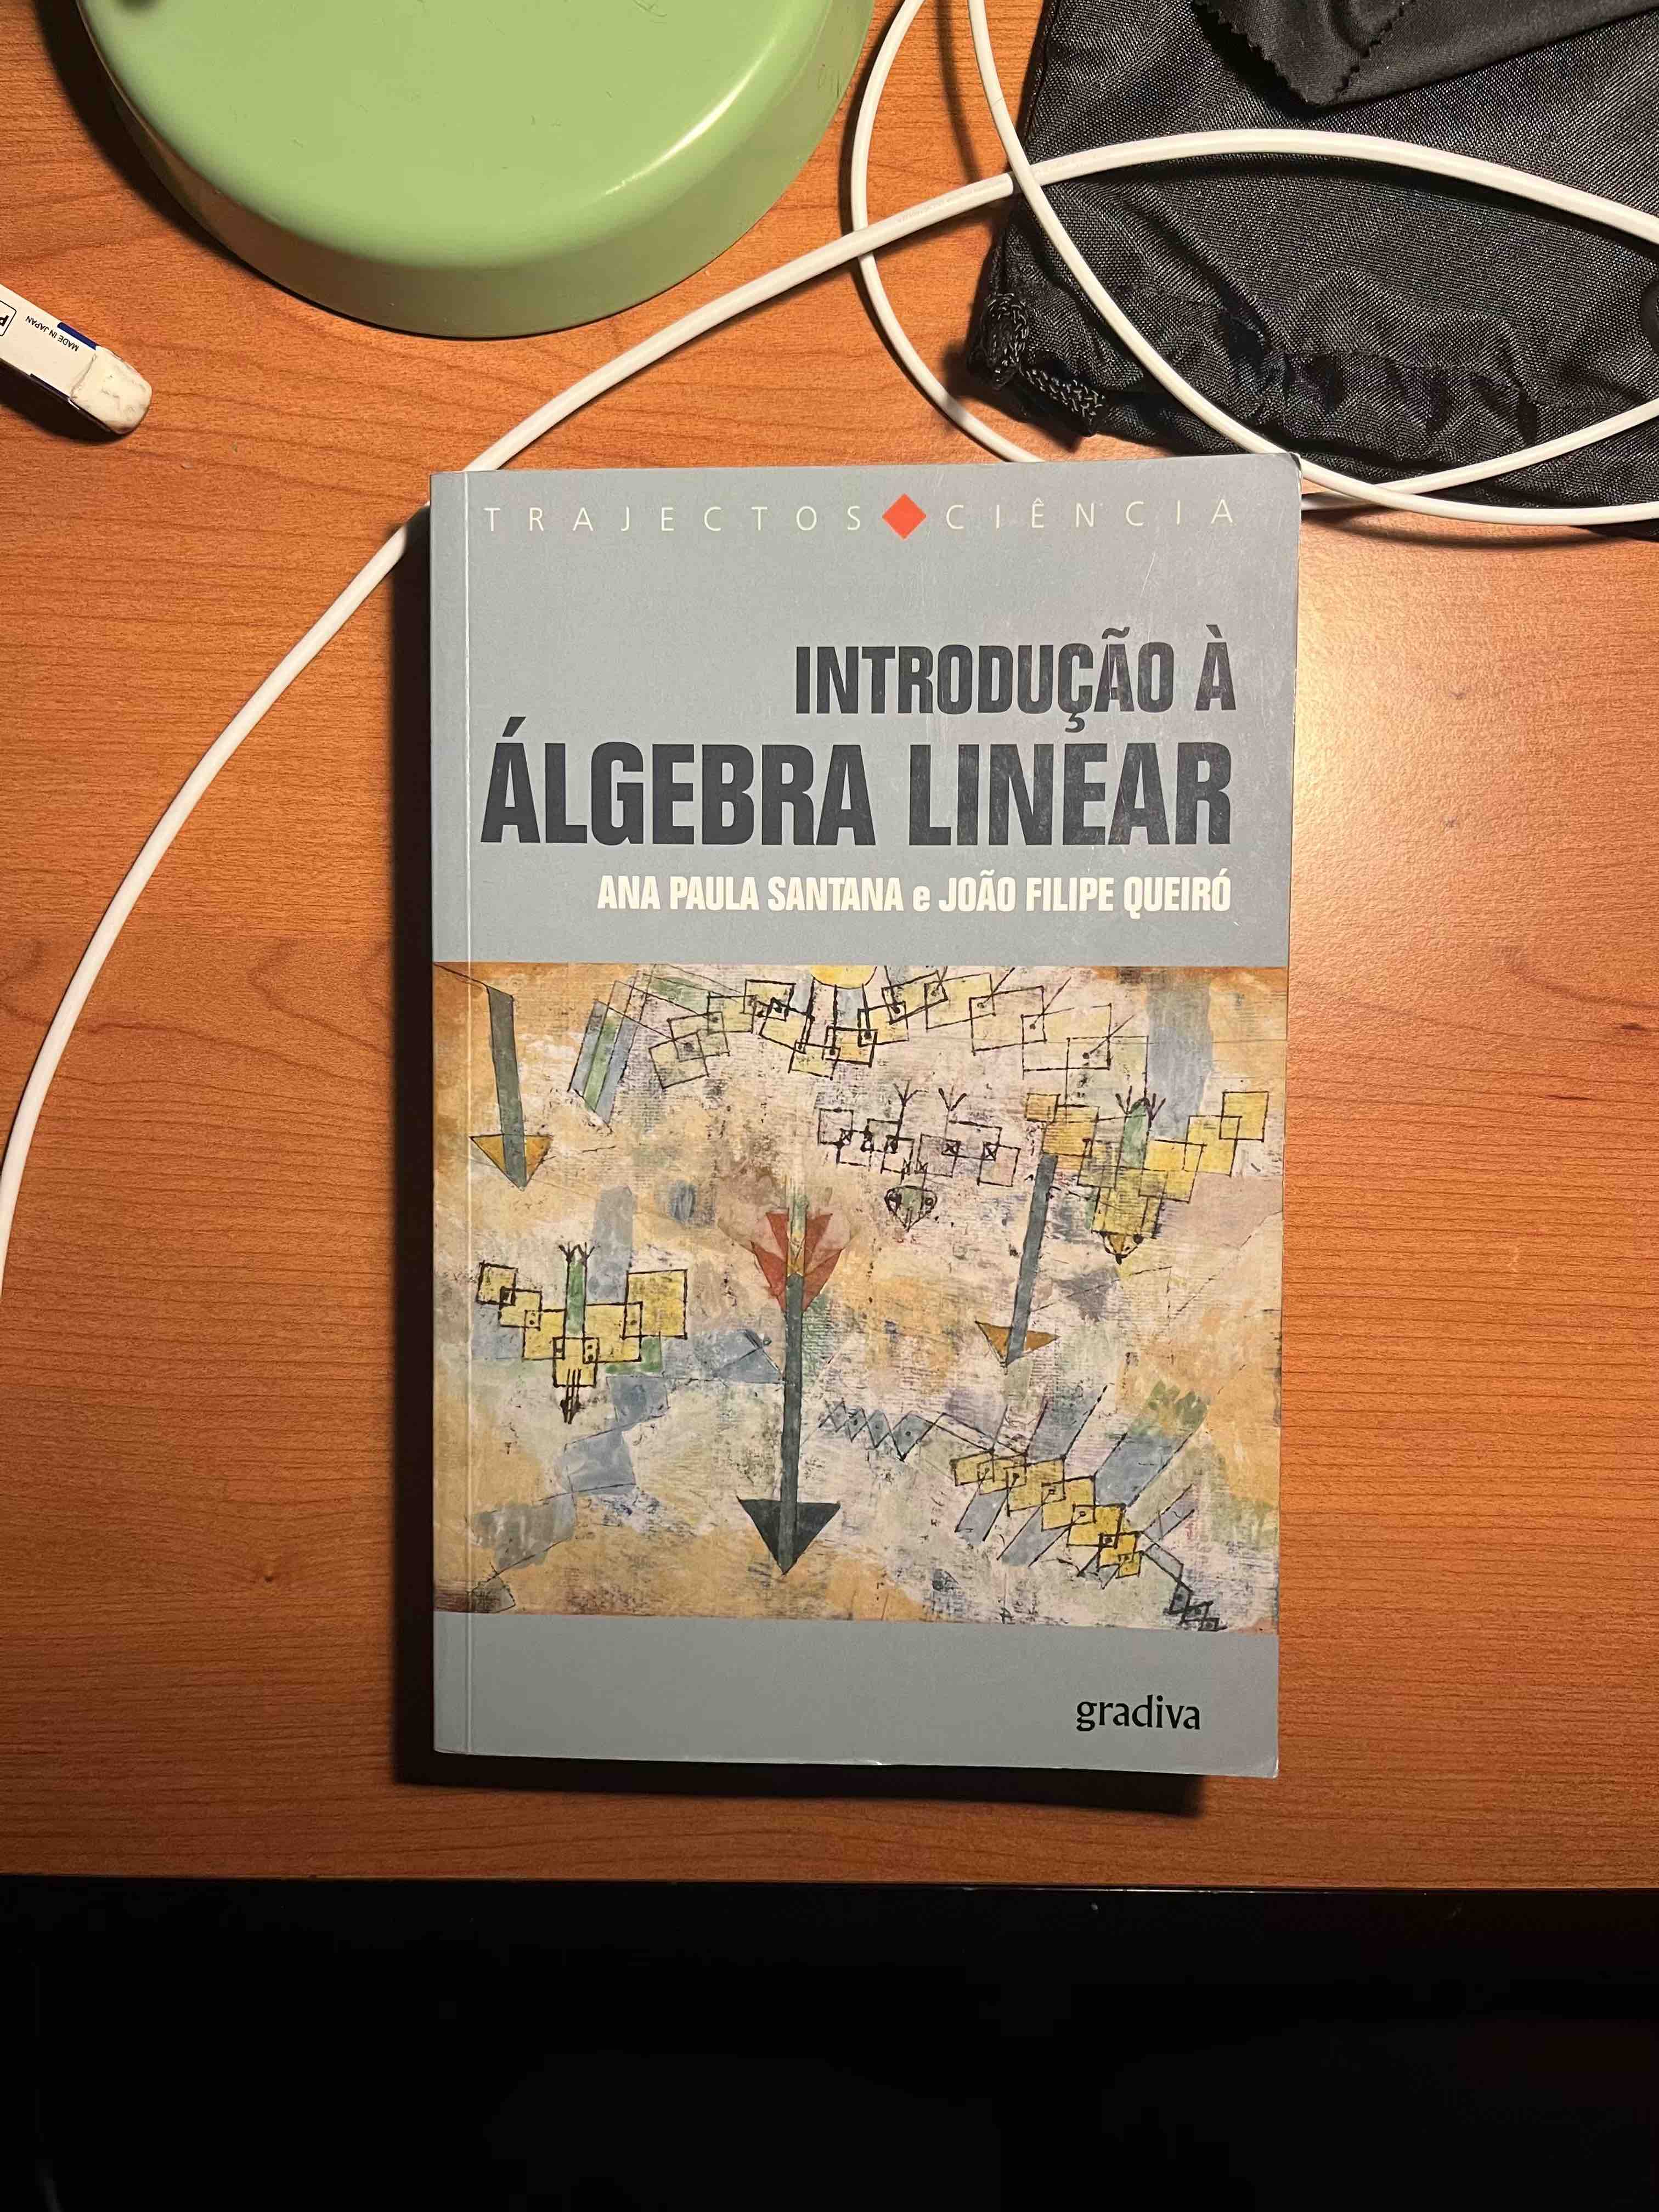 MADE IN JAPAN
TRAJECTOS CIÊNCIA
INTRODUÇÃO À
ÁLGEBRA LINEAR
ANA PAULA SANTANA e JOÃO FILIPE QUEIRÓ
gradiva